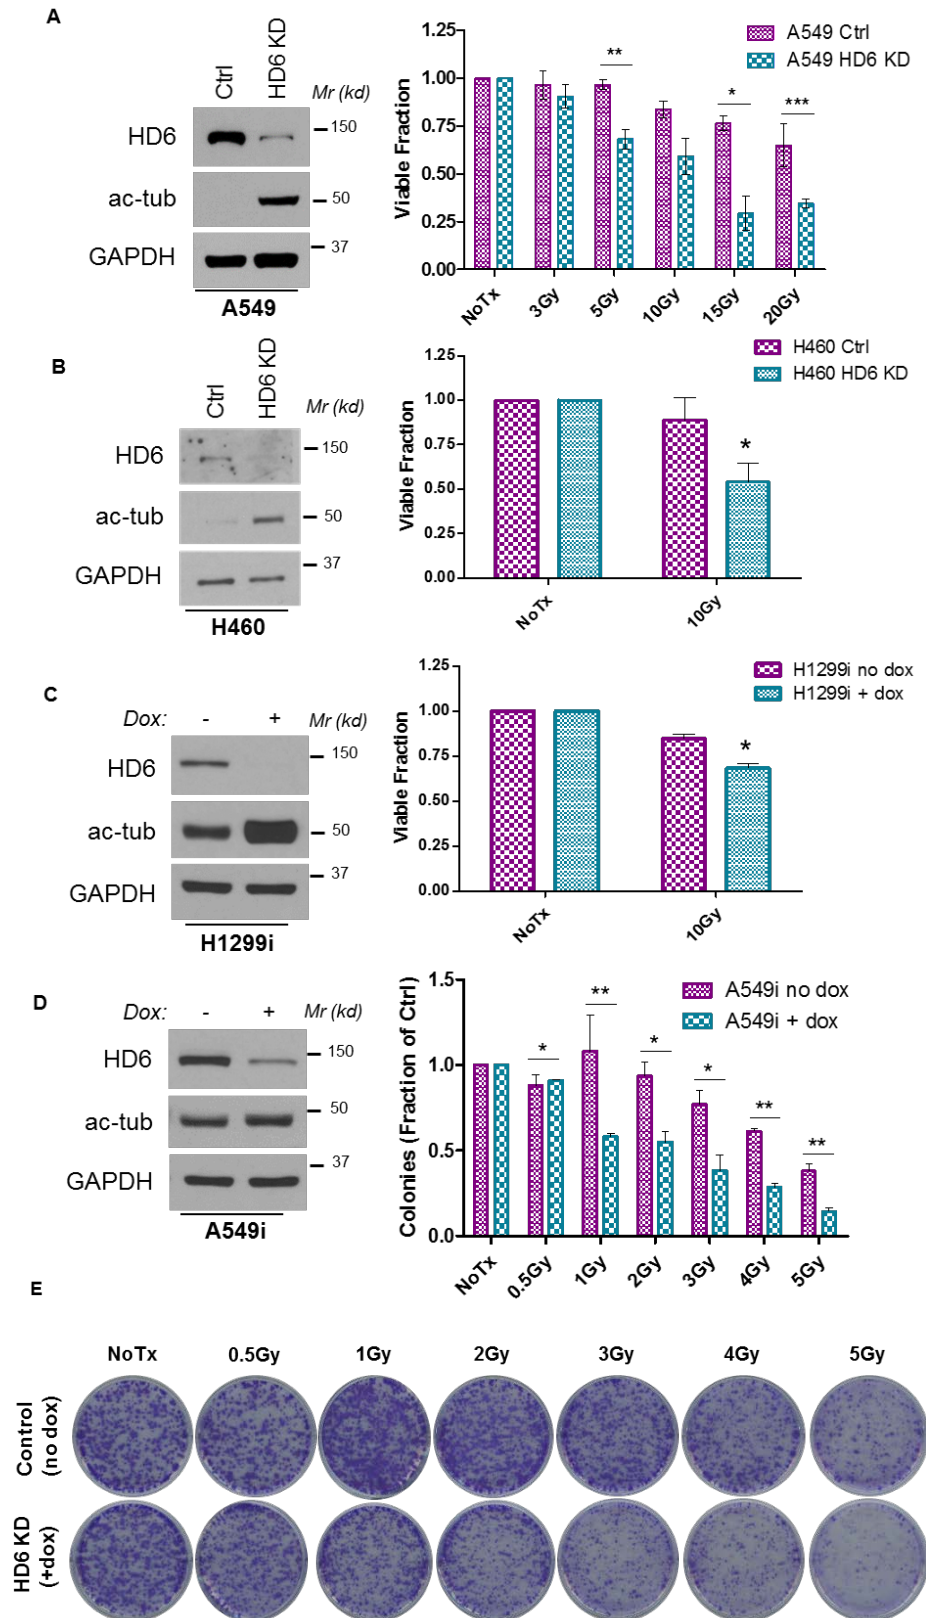 A
Ctrl
HD6 KD
Mr (kd)
HD6
150
ac-tub
50
GAPDH
37
A549
1.25
1.00
0.75
0.50
0.25
0.00
Viable Fraction
A549 Ctrl
A549 HD6 KD
**
*
***
NoTx
3Gy
5Gy
10Gy
15Gy
20Gy
B
Ctrl
HD6 KD
Mr (kd)
HD6
150
ac-tub
50
GAPDH
37
H460
1.25
1.00
0.75
0.50
0.25
0.00
Viable Fraction
H460 Ctrl
H460 HD6 KD
*
NoTx
10Gy
C
Dox: - + Mr (kd)
HD6
150
ac-tub
50
GAPDH
37
H1299i
1.25
1.00
0.75
0.50
0.25
0.00
Viable Fraction
H1299i no dox
H1299i + dox
*
NoTx
10Gy
D
Dox: - + Mr (kd)
HD6
150
ac-tub
50
GAPDH
37
A549i
1.5
1.0
0.5
0.0
Colonies (Fraction of Ctrl)
A549i no dox
A549i + dox
*
**
*
*
**
**
NoTx
0.5Gy
1Gy
2Gy
3Gy
4Gy
5Gy
E
NoTx 0.5Gy 1Gy 2Gy 3Gy 4Gy 5Gy
Control
(no dox)
HD6 KD
(+dox)